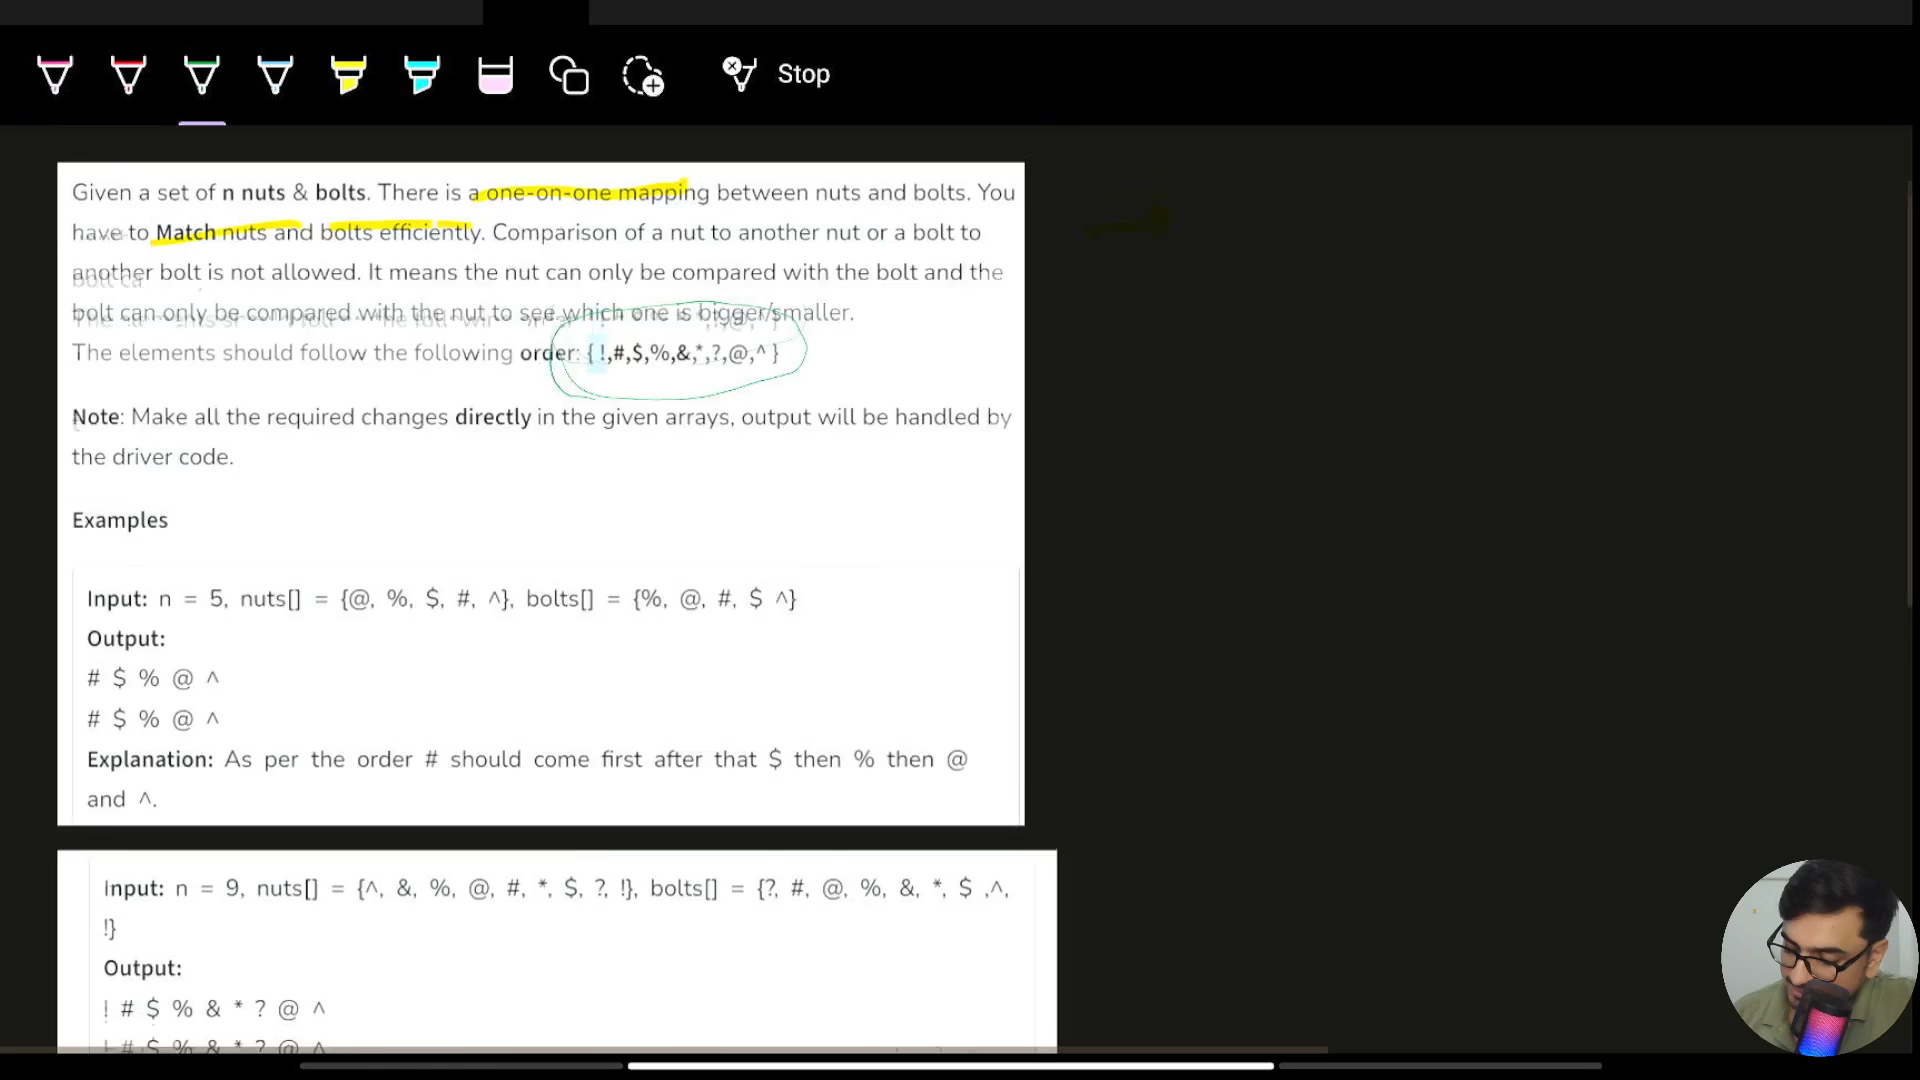 Stop
Given a set of n nuts & bolts. There is a one-on-one mapping between nuts and bolts. You
have to Match nuts and bolts efficiently. Comparison of a nut to another nut or a bolt to
another bolt is not allowed. It means the nut can only be compared with the bolt and the
bolt can only be compared with the nut to see which one is bigger/smaller.
The elements should follow the following order: { !,#,$,%,&,*,?,@,^ }
Note: Make all the required changes directly in the given arrays, output will be handled by
the driver code.
Examples
Input: n = 5, nuts[] = {@, %, $, #, ^}, bolts[] = {%, @, #, $ ^}
Output:
# $ % @ ^
# $ % @ ^
Explanation: As per the order # should come first after that $ then % then @
and ^.
Input: n = 9, nuts[] = {^, &, %, @, #, *, $, ?, !}, bolts[] = {?, #, @, %, &, *, $ ,^,
!}
Output:
! # $ % & * ? @ ^
! # $ % & * ? @ ^